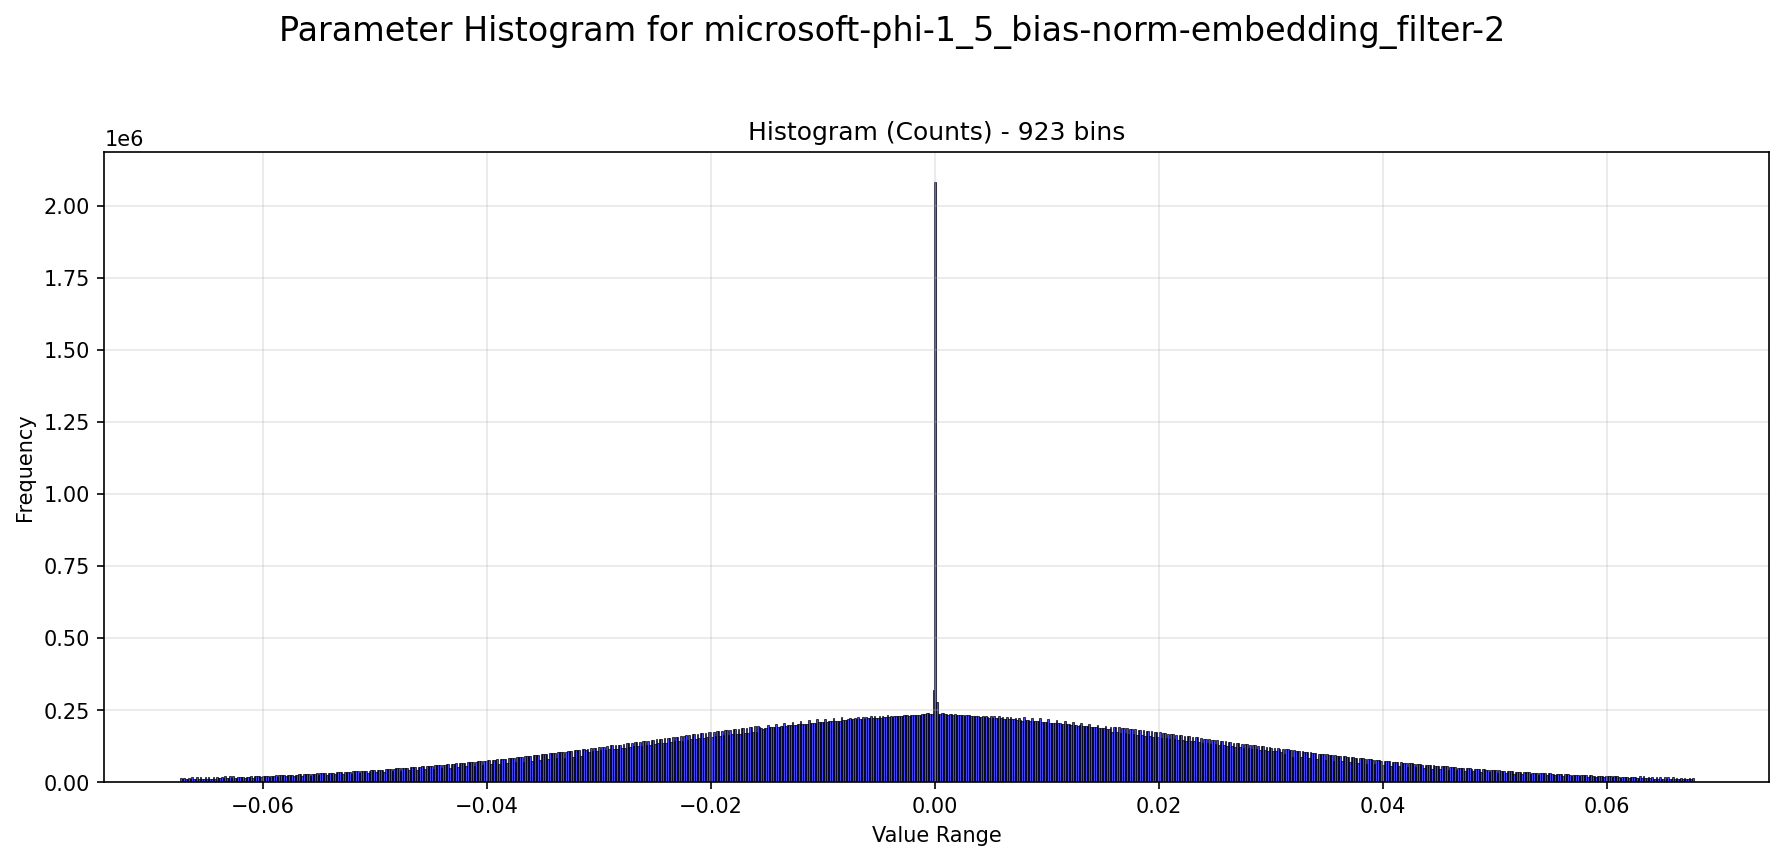 Parameter Histogram for microsoft-phi-1_5_bias-norm-embedding_filter-2
Histogram (Counts) - 923 bins
1e6
2.00
1.75
1.50
1.25
1.00
0.75
0.50
0.25
0.00
Frequency
−0.06 −0.04 −0.02 0.00 0.02 0.04 0.06
Value Range